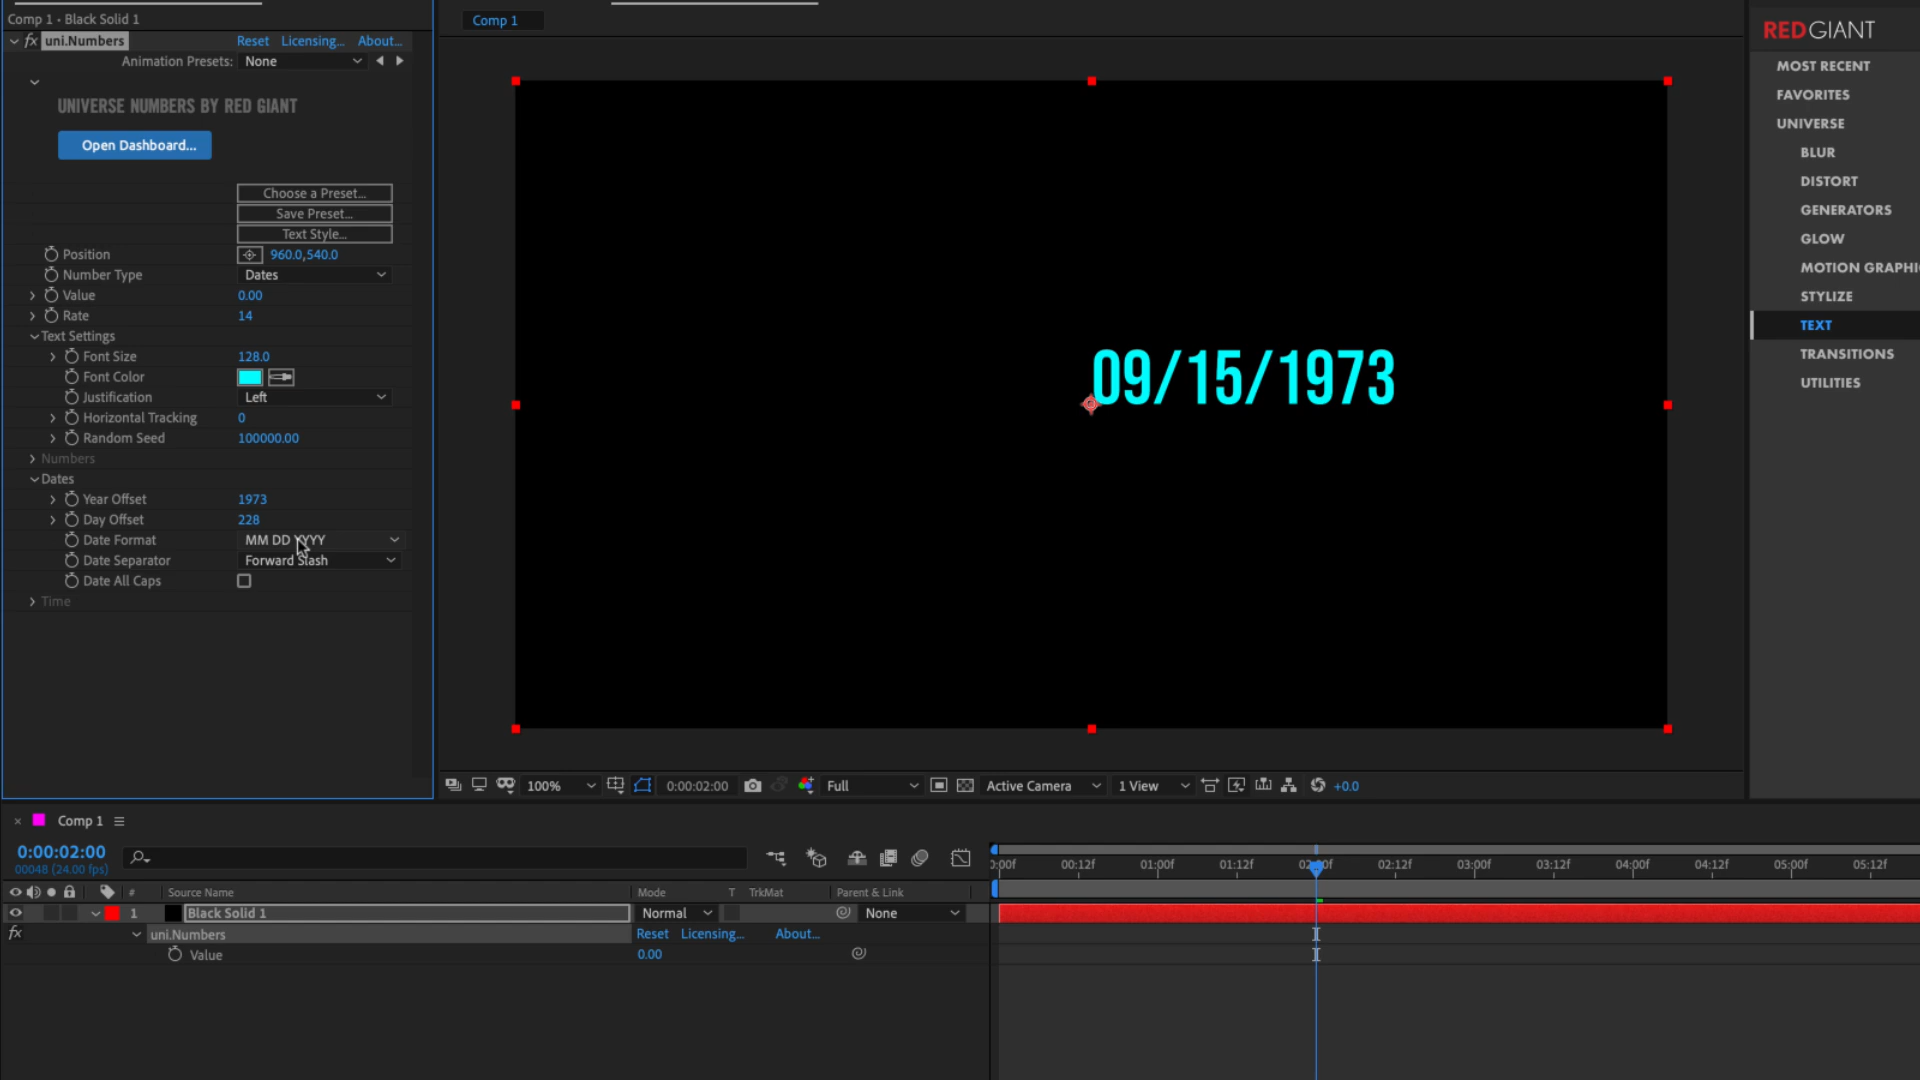 Comp 1 • Black Solid 1
fx uni.Numbers Reset Licensing... About...
Animation Presets: None
UNIVERSE NUMBERS BY RED GIANT
Open Dashboard...
Choose a Preset...
Save Preset...
Text Style...
Position 960.0,540.0
Number Type Dates
Value 0.00
Rate 14
Text Settings
Font Size 128.0
Font Color
Justification Left
Horizontal Tracking 0
Random Seed 100000.00
Numbers
Dates
Year Offset 1973
Day Offset 228
Date Format MM DD YYYY
Date Separator Forward Slash
Date All Caps
Time
Comp 1
09/15/1973
100% 0:00:02:00 Full Active Camera 1 View +0.0
REDGIANT
MOST RECENT
FAVORITES
UNIVERSE
BLUR
DISTORT
GENERATORS
GLOW
MOTION GRAPHI
STYLIZE
TEXT
TRANSITIONS
UTILITIES
× Comp 1
0:00:02:00
00048 (24.00 fps)
# Source Name Mode T TrkMat Parent & Link
1 Black Solid 1 Normal None
fx uni.Numbers Reset Licensing... About...
Value 0.00
:00f 00:12f 01:00f 01:12f 02:00f 02:12f 03:00f 03:12f 04:00f 04:12f 05:00f 05:12f